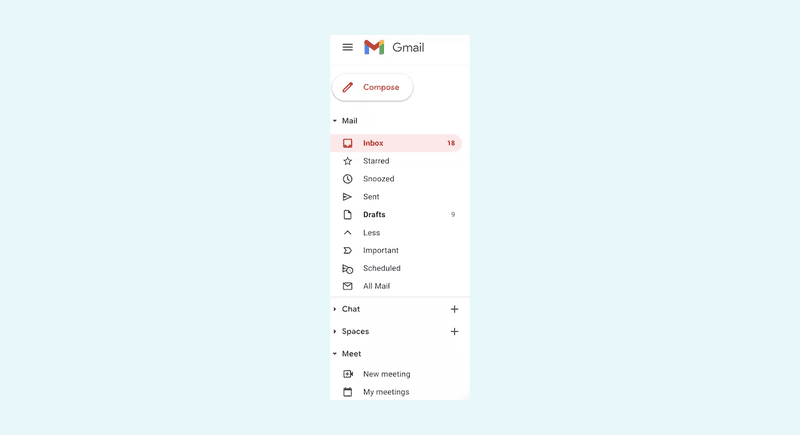 Gmail
Compose
Mail
Inbox 18
Starred
Snoozed
Sent
Drafts 9
Less
Important
Scheduled
All Mail
Chat
Spaces
Meet
New meeting
My meetings